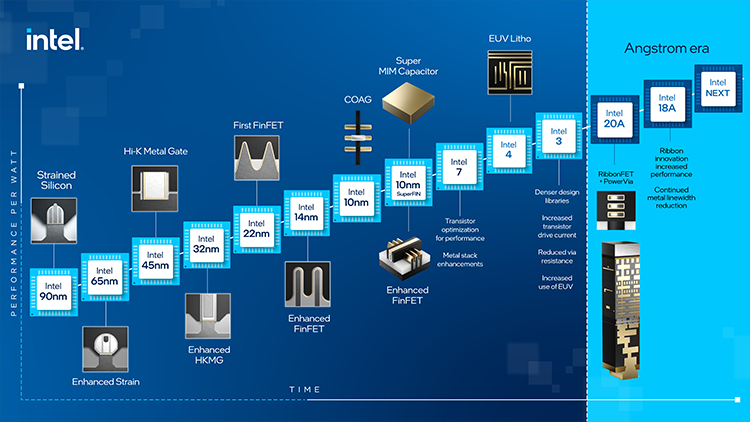 intel.
Angstrom era
PERFORMANCE PER WATT
TIME
Strained
Silicon
Intel
90nm
Intel
65nm
Enhanced Strain
Hi-K Metal Gate
Intel
45nm
Intel
32nm
Enhanced
HKMG
First FinFET
Intel
22nm
Intel
14nm
Enhanced
FinFET
COAG
Intel
10nm
Super
MIM Capacitor
Intel
10nm
SuperFIN
Enhanced
FinFET
Intel
7
Transistor
optimization
for performance
Metal stack
enhancements
EUV Litho
Intel
4
Intel
3
Denser design
libraries
Increased
transistor
drive current
Reduced via
resistance
Increased
use of EUV
Intel
20A
RibbonFET
+ PowerVia
Intel
18A
Ribbon
innovation
increased
performance
Continued
metal linewidth
reduction
Intel
NEXT